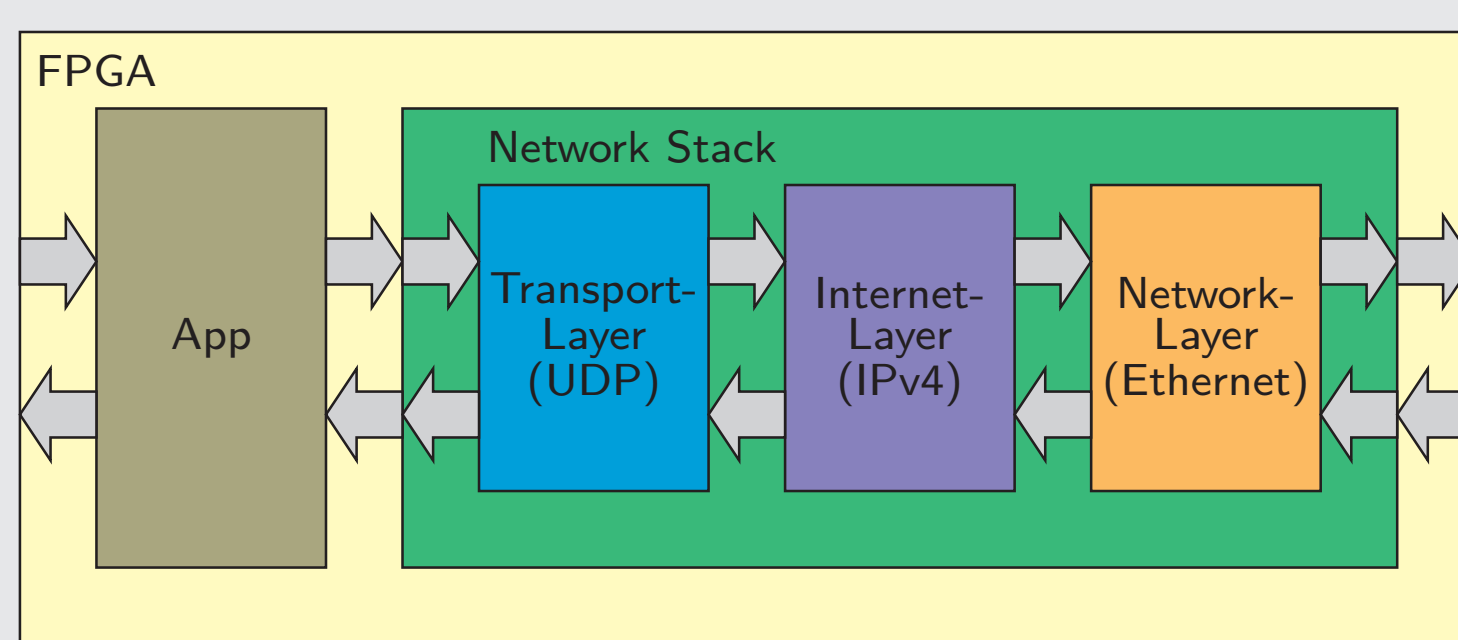 FPGA
Network Stack
App
Transport-
Layer
(UDP)
Internet-
Layer
(IPv4)
Network-
Layer
(Ethernet)